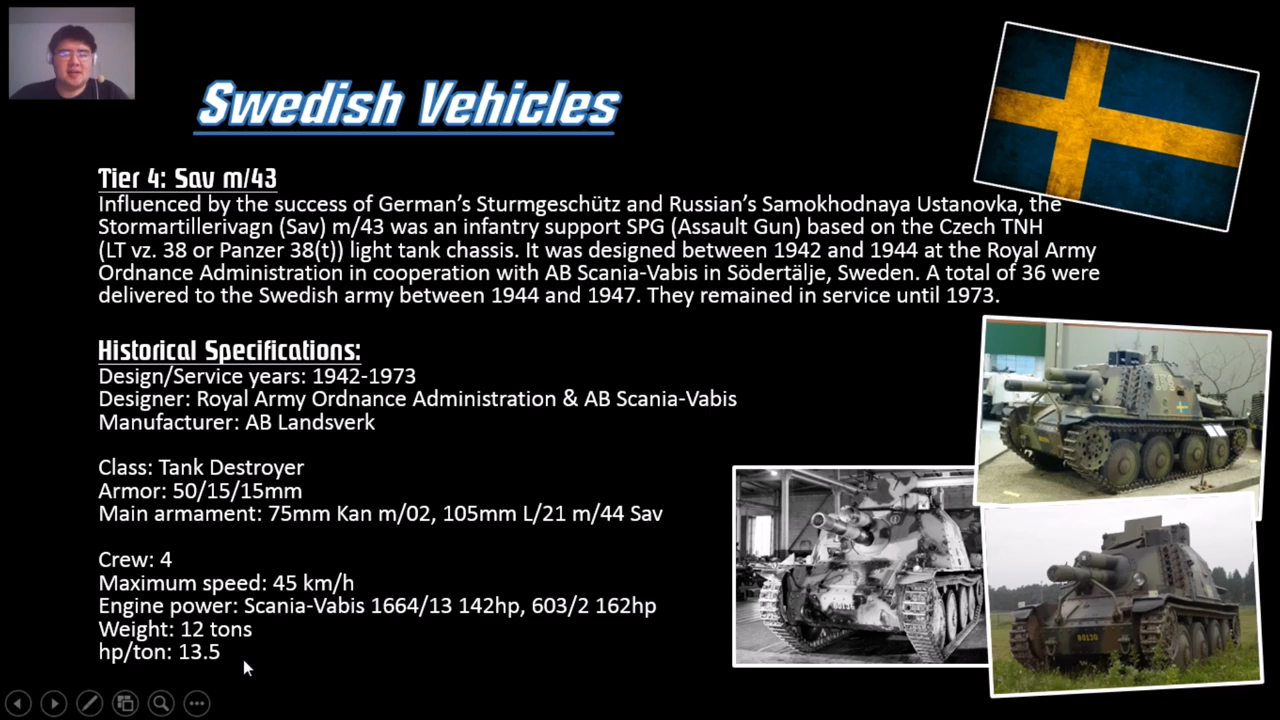 Swedish Vehicles
Tier 4: Sav m/43
Influenced by the success of German's Sturmgeschütz and Russian's Samokhodnaya Ustanovka, the
Stormartillerivagn (Sav) m/43 was an infantry support SPG (Assault Gun) based on the Czech TNH
(LT vz. 38 or Panzer 38(t)) light tank chassis. It was designed between 1942 and 1944 at the Royal Army
Ordnance Administration in cooperation with AB Scania-Vabis in Södertälje, Sweden. A total of 36 were
delivered to the Swedish army between 1944 and 1947. They remained in service until 1973.
Historical Specifications:
Design/Service years: 1942-1973
Designer: Royal Army Ordnance Administration & AB Scania-Vabis
Manufacturer: AB Landsverk
Class: Tank Destroyer
Armor: 50/15/15mm
Main armament: 75mm Kan m/02, 105mm L/21 m/44 Sav
Crew: 4
Maximum speed: 45 km/h
Engine power: Scania-Vabis 1664/13 142hp, 603/2 162hp
Weight: 12 tons
hp/ton: 13.5